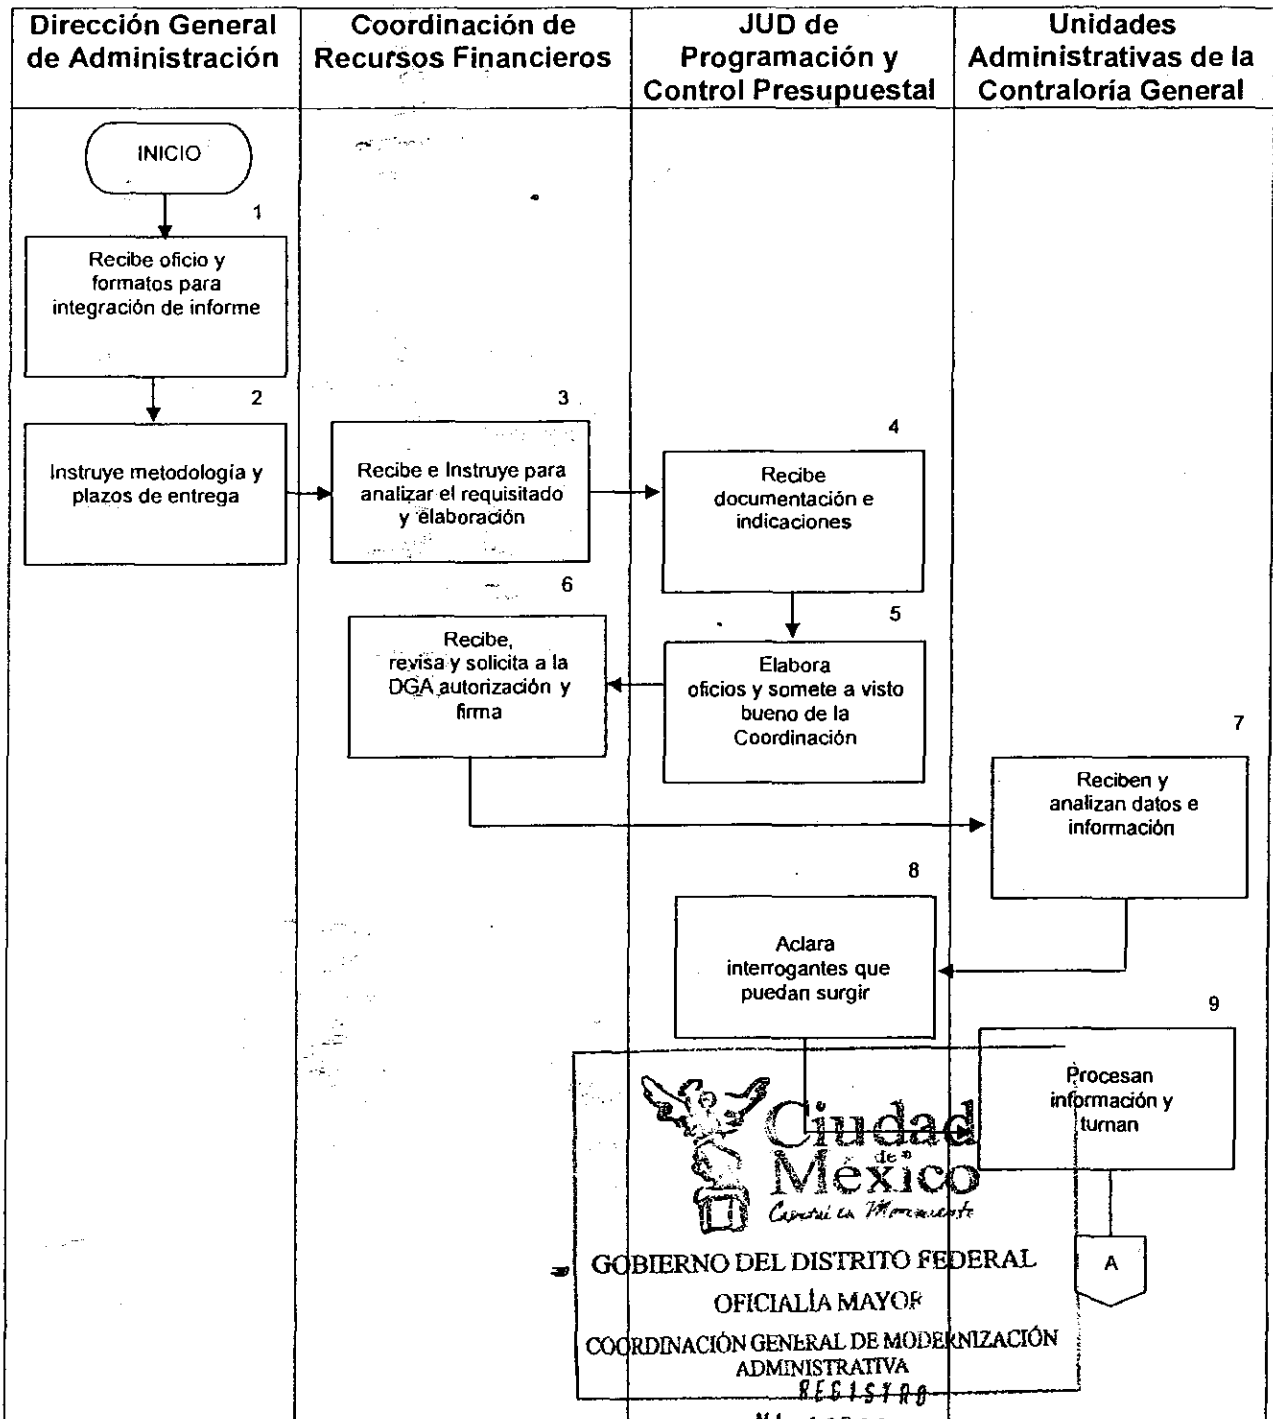 Dirección General
de Administración
Coordinación de
Recursos Financieros
JUD de
Programación y
Control Presupuestal
Unidades
Administrativas de la
Contraloría General
INICIO
1
Recibe oficio y
formatos para
integración de informe
2
Instruye metodología y
plazos de entrega
3
Recibe e Instruye para
analizar el requisitado
y elaboración
4
Recibe
documentación e
indicaciones
5
Elabora
oficios y somete a visto
bueno de la
Coordinación
6
Recibe,
revisa y solicita a la
DGA autorización y
firma
7
Reciben y
analizan datos e
información
8
Aclara
interrogantes que
puedan surgir
9
Procesan
información y
turnan
A
Ciudad
de
México
GOBIERNO DEL DISTRITO FEDERAL
OFICIALÍA MAYOR
COORDINACIÓN GENERAL DE MODERNIZACIÓN
ADMINISTRATIVA
REGISTRO